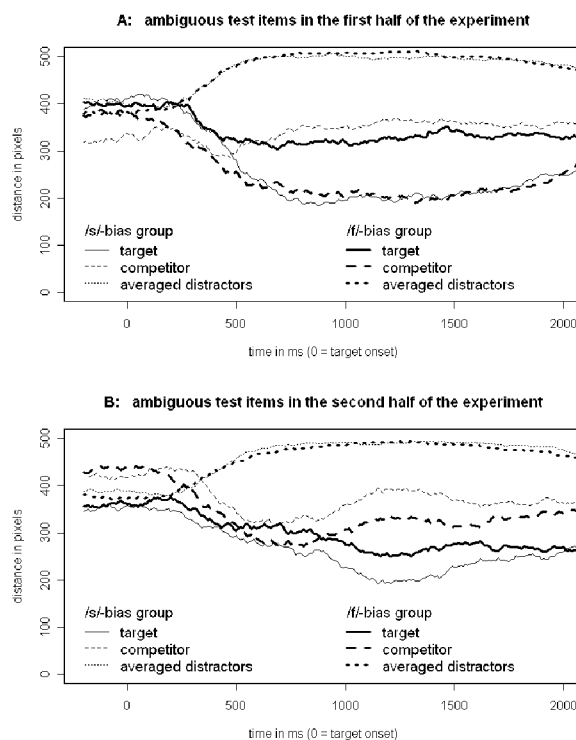 A: ambiguous test items in the first half of the experiment
500
400
300
200
100
0
distance in pixels
/s/-bias group
target
competitor
averaged distractors
/f/-bias group
target
competitor
averaged distractors
0 500 1000 1500 2000
time in ms (0 = target onset)
B: ambiguous test items in the second half of the experiment
500
400
300
200
100
0
distance in pixels
/s/-bias group
target
competitor
averaged distractors
/f/-bias group
target
competitor
averaged distractors
0 500 1000 1500 2000
time in ms (0 = target onset)